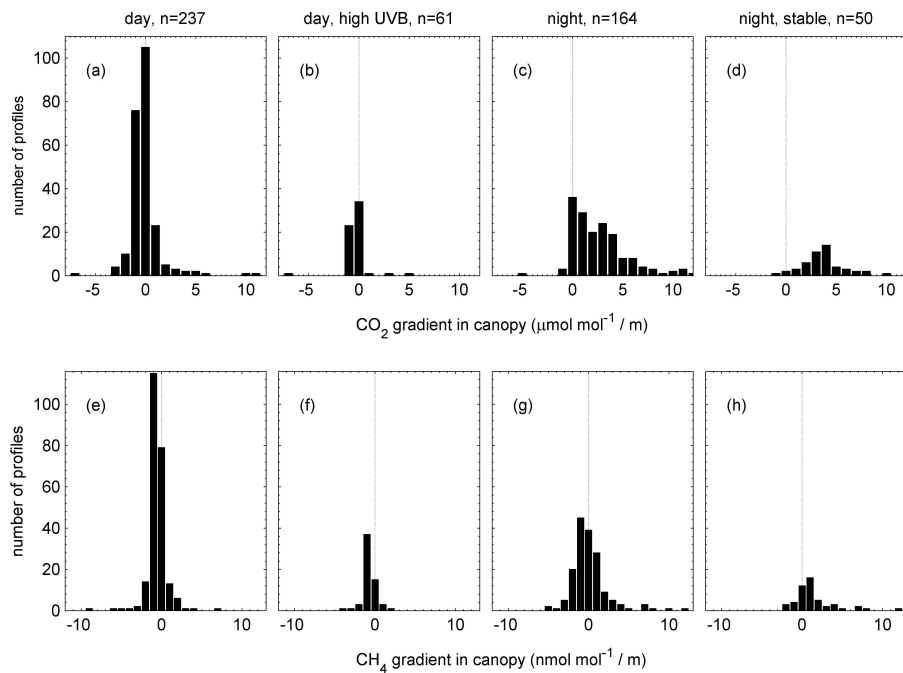 day, n=237 day, high UVB, n=61 night, n=164 night, stable, n=50
100 (a) (b) (c) (d)
80
number of profiles
60
40
20
0
-5 0 5 10 -5 0 5 10 -5 0 5 10 -5 0 5 10
CO₂ gradient in canopy (μmol mol⁻¹ / m)
100 (e) (f) (g) (h)
80
number of profiles
60
40
20
0
-10 0 10 -10 0 10 -10 0 10 -10 0 10
CH₄ gradient in canopy (nmol mol⁻¹ / m)